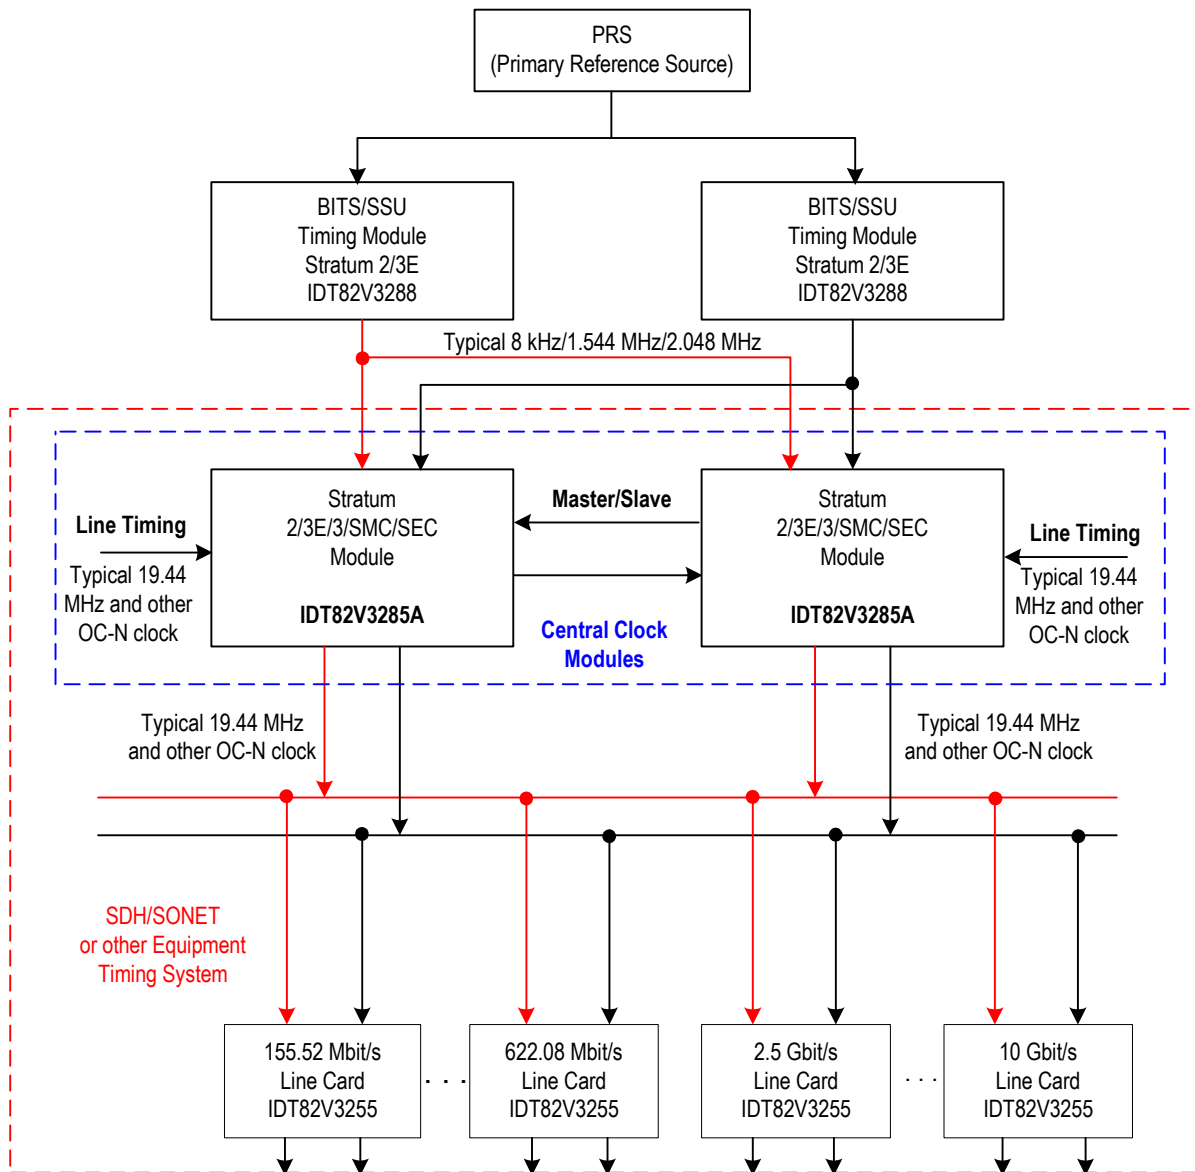 PRS
(Primary Reference Source)
BITS/SSU
Timing Module
Stratum 2/3E
IDT82V3288
BITS/SSU
Timing Module
Stratum 2/3E
IDT82V3288
Typical 8 kHz/1.544 MHz/2.048 MHz
Line Timing
Typical 19.44
MHz and other
OC-N clock
Stratum
2/3E/3/SMC/SEC
Module
IDT82V3285A
Master/Slave
Central Clock
Modules
Stratum
2/3E/3/SMC/SEC
Module
IDT82V3285A
Line Timing
Typical 19.44
MHz and other
OC-N clock
Typical 19.44 MHz
and other OC-N clock
Typical 19.44 MHz
and other OC-N clock
SDH/SONET
or other Equipment
Timing System
155.52 Mbit/s
Line Card
IDT82V3255
. . .
622.08 Mbit/s
Line Card
IDT82V3255
2.5 Gbit/s
Line Card
IDT82V3255
. . .
10 Gbit/s
Line Card
IDT82V3255